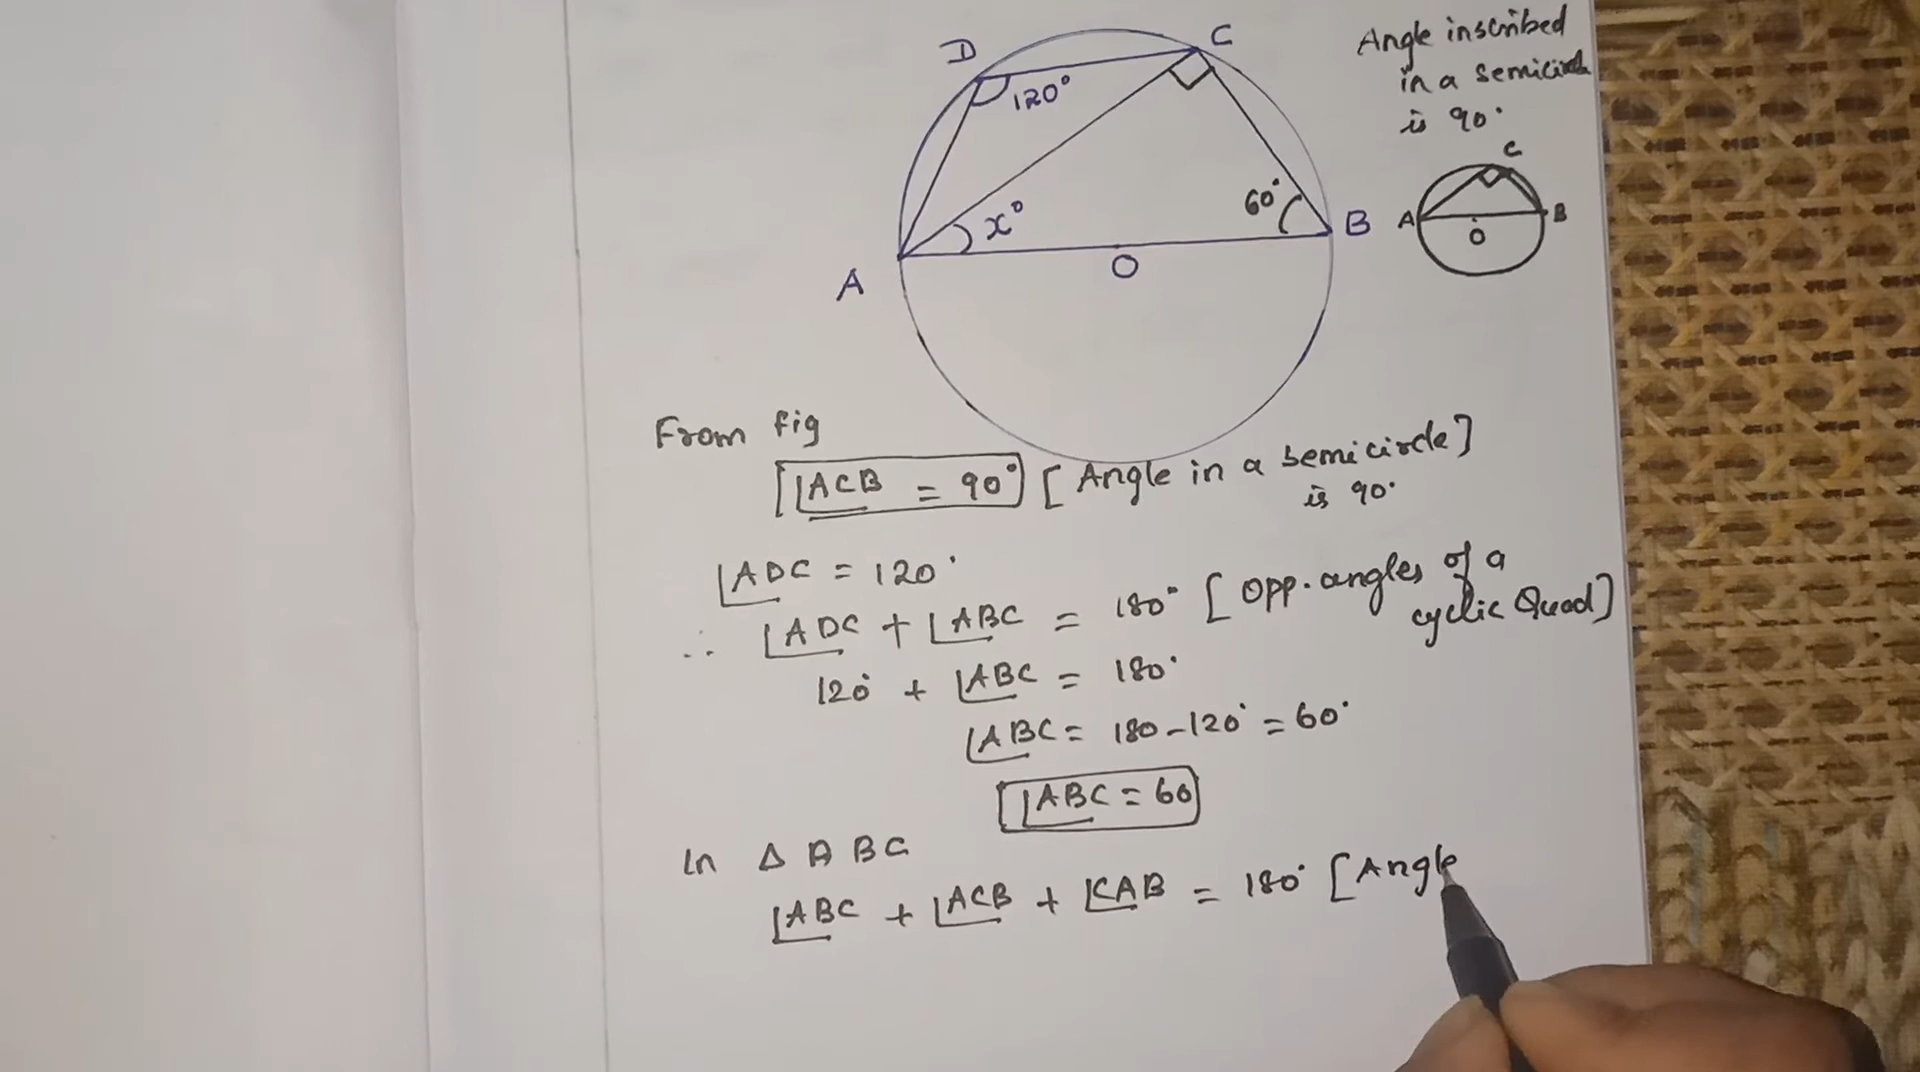 D
C
120°
x°
60°
B
A
O
Angle inscribed
in a semicircle
is 90°
C
A
B
O
From fig
∠ACB = 90° [Angle in a semicircle]
is 90°
∠ADC = 120°
∴ ∠ADC + ∠ABC = 180° [Opp. angles of a
cyclic Quad]
120° + ∠ABC = 180°
∠ABC = 180 - 120° = 60°
∠ABC = 60
In Δ ABC
∠ABC + ∠ACB + ∠CAB = 180° [Angle